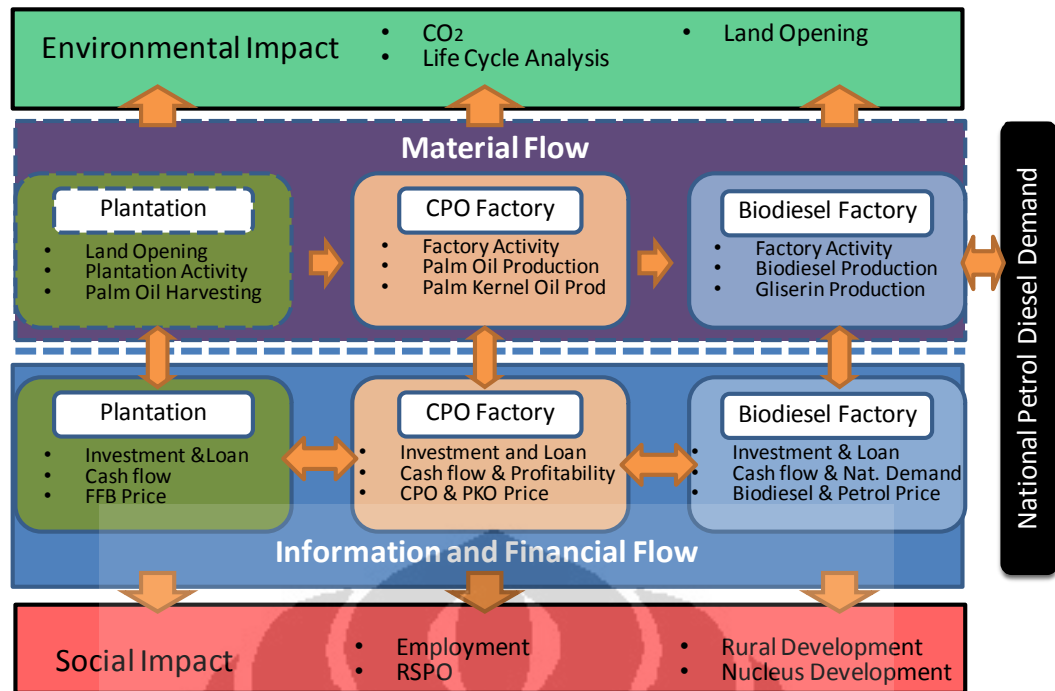 Environmental Impact
• CO2
• Life Cycle Analysis
• Land Opening
Material Flow
Plantation
• Land Opening
• Plantation Activity
• Palm Oil Harvesting
CPO Factory
• Factory Activity
• Palm Oil Production
• Palm Kernel Oil Prod
Biodiesel Factory
• Factory Activity
• Biodiesel Production
• Gliserin Production
National Petrol Diesel Demand
Plantation
• Investment &Loan
• Cash flow
• FFB Price
CPO Factory
• Investment and Loan
• Cash flow & Profitability
• CPO & PKO Price
Biodiesel Factory
• Investment & Loan
• Cash flow & Nat. Demand
• Biodiesel & Petrol Price
Information and Financial Flow
Social Impact
• Employment
• RSPO
• Rural Development
• Nucleus Development